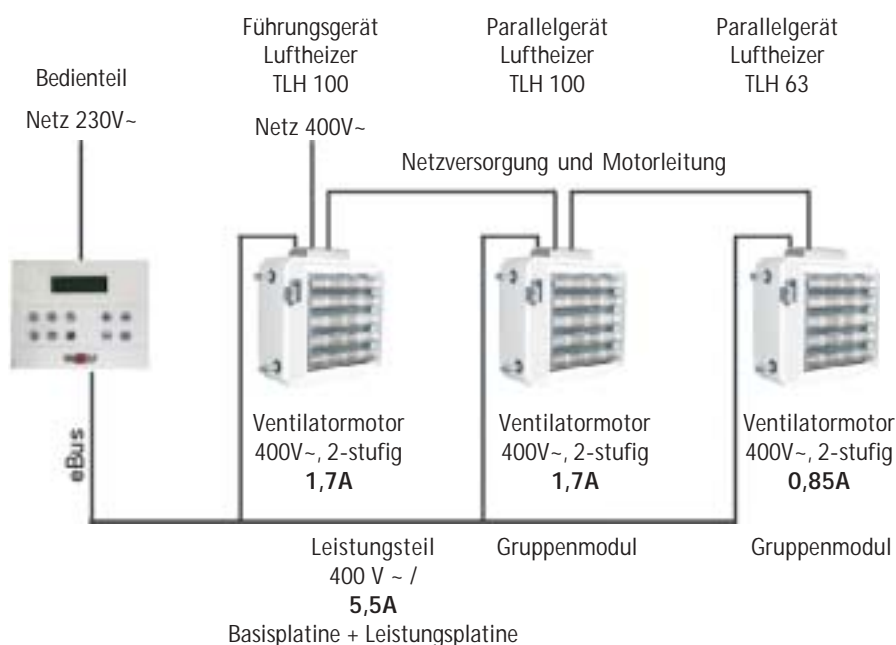 Führungsgerät
Luftheizer
TLH 100
Parallelgerät
Luftheizer
TLH 100
Parallelgerät
Luftheizer
TLH 63
Bedienteil
Netz 230V~
Netz 400V~
Netzversorgung und Motorleitung
eBus
Ventilatormotor
400V~, 2-stufig
1,7A
Ventilatormotor
400V~, 2-stufig
1,7A
Ventilatormotor
400V~, 2-stufig
0,85A
Leistungsteil
400 V ~ /
5,5A
Basisplatine + Leistungsplatine
Gruppenmodul
Gruppenmodul